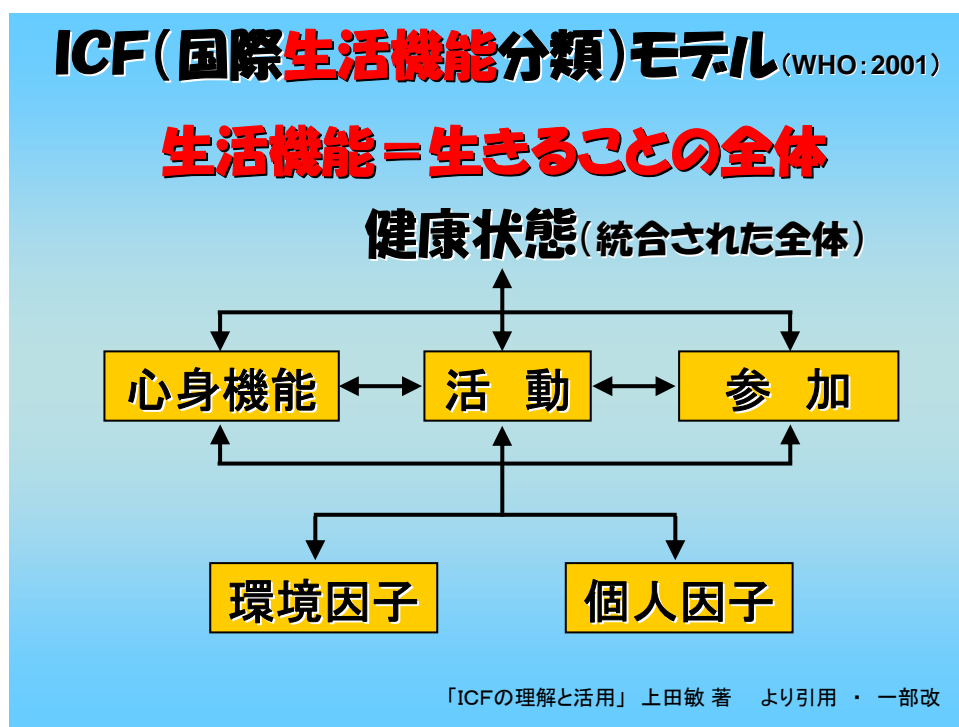 ICF(国際生活機能分類)モデル(WHO:2001)
生活機能=生きることの全体
健康状態(統合された全体)
心身機能 活 動 参 加
環境因子 個人因子
「ICFの理解と活用」 上田敏 著 より引用 ・ 一部改